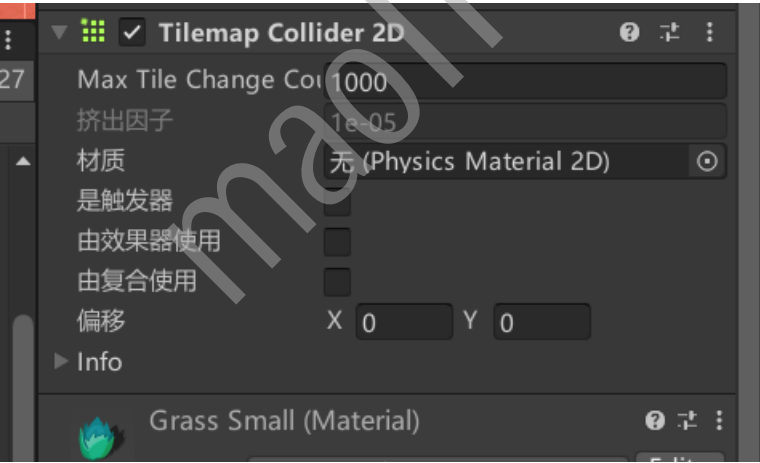 Tilemap Collider 2D
27
Max Tile Change Cou 1000
挤出因子 1e-05
材质 无 (Physics Material 2D)
是触发器
由效果器使用
由复合使用
偏移 X 0 Y 0
Info
Grass Small (Material)